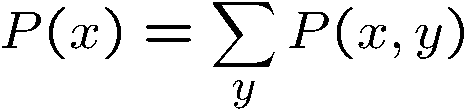 P(x) = ∑_y P(x, y)